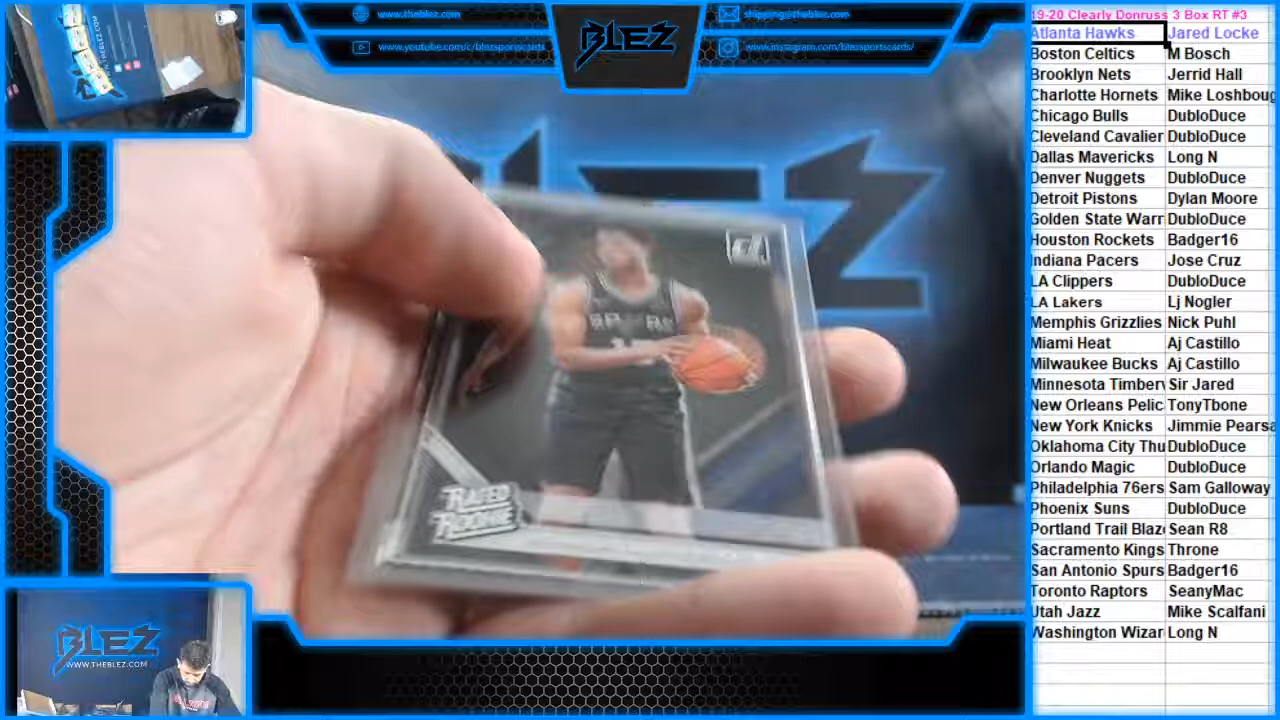 www.theblez.com
shipping@theblez.com
www.youtube.com/c/blezsportscards
www.instagram.com/blezsportscards/
BLEZ
RATED
ROOKIE
BLEZ
WWW.THEBLEZ.COM
19-20 Clearly Donruss 3 Box RT #3
Atlanta Hawks Jared Locke
Boston Celtics M Bosch
Brooklyn Nets Jerrid Hall
Charlotte Hornets Mike Loshboug
Chicago Bulls DubloDuce
Cleveland Cavalier DubloDuce
Dallas Mavericks Long N
Denver Nuggets DubloDuce
Detroit Pistons Dylan Moore
Golden State Warr DubloDuce
Houston Rockets Badger16
Indiana Pacers Jose Cruz
LA Clippers DubloDuce
LA Lakers Lj Nogler
Memphis Grizzlies Nick Puhl
Miami Heat Aj Castillo
Milwaukee Bucks Aj Castillo
Minnesota Timberv Sir Jared
New Orleans Pelic TonyTbone
New York Knicks Jimmie Pearsa
Oklahoma City Thu DubloDuce
Orlando Magic DubloDuce
Philadelphia 76ers Sam Galloway
Phoenix Suns DubloDuce
Portland Trail Blaz Sean R8
Sacramento Kings Throne
San Antonio Spurs Badger16
Toronto Raptors SeanyMac
Utah Jazz Mike Scalfani
Washington Wizar Long N